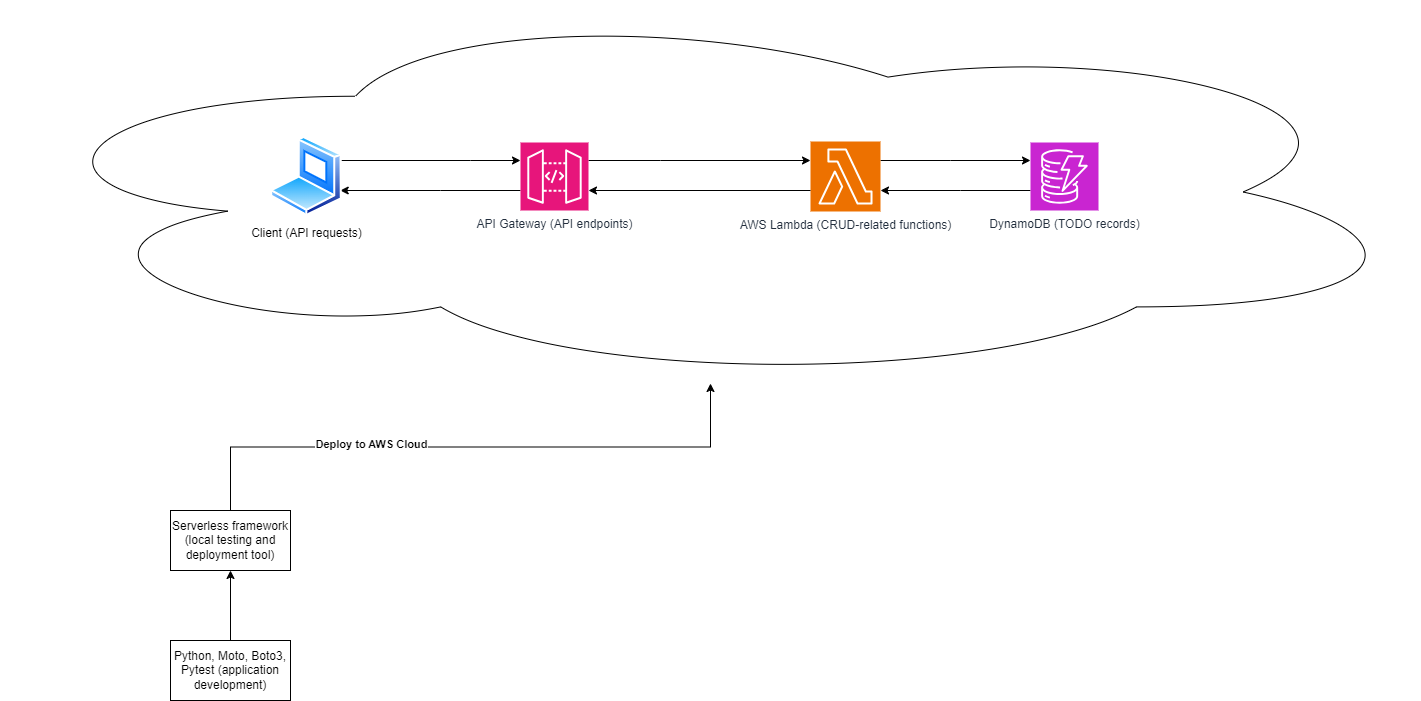 Client (API requests)
API Gateway (API endpoints)
AWS Lambda (CRUD-related functions)
DynamoDB (TODO records)
Deploy to AWS Cloud
Serverless framework
(local testing and
deployment tool)
Python, Moto, Boto3,
Pytest (application
development)